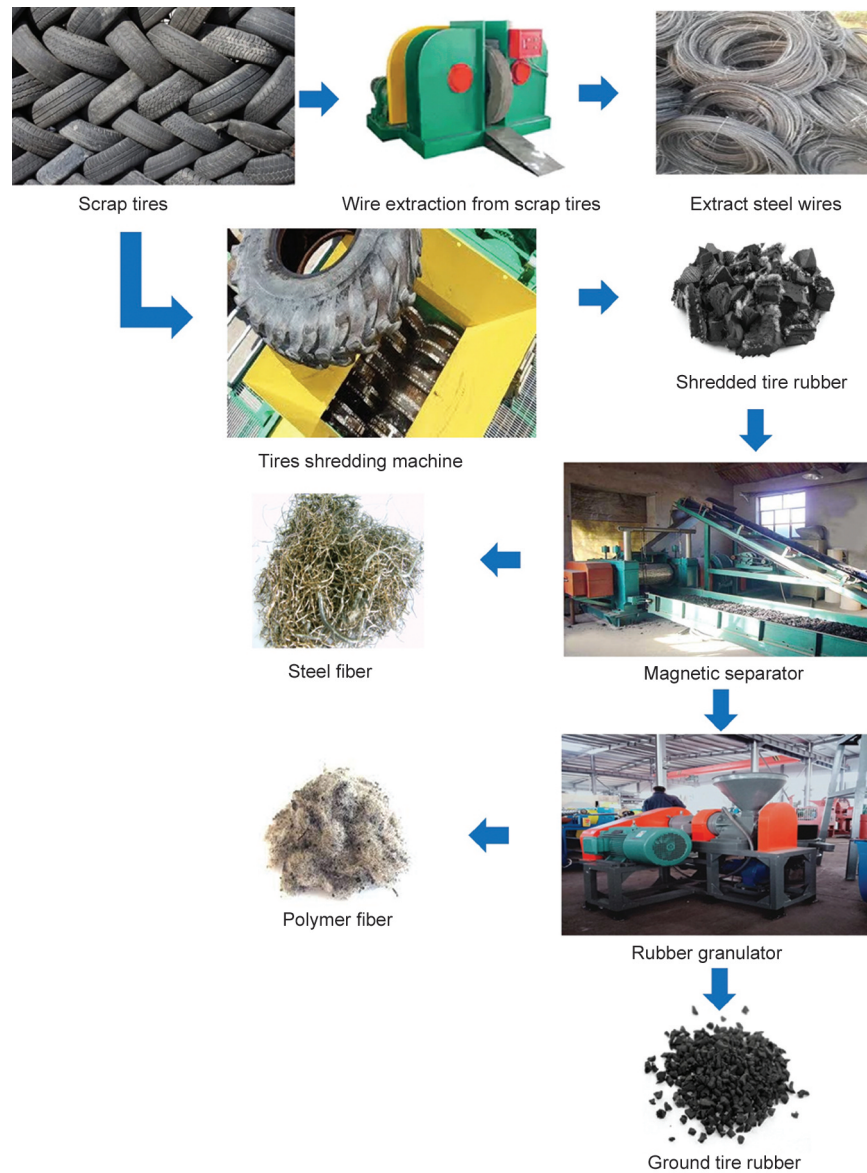 Scrap tires
Wire extraction from scrap tires
Extract steel wires
Shredded tire rubber
Tires shredding machine
Steel fiber
Magnetic separator
Polymer fiber
Rubber granulator
Ground tire rubber